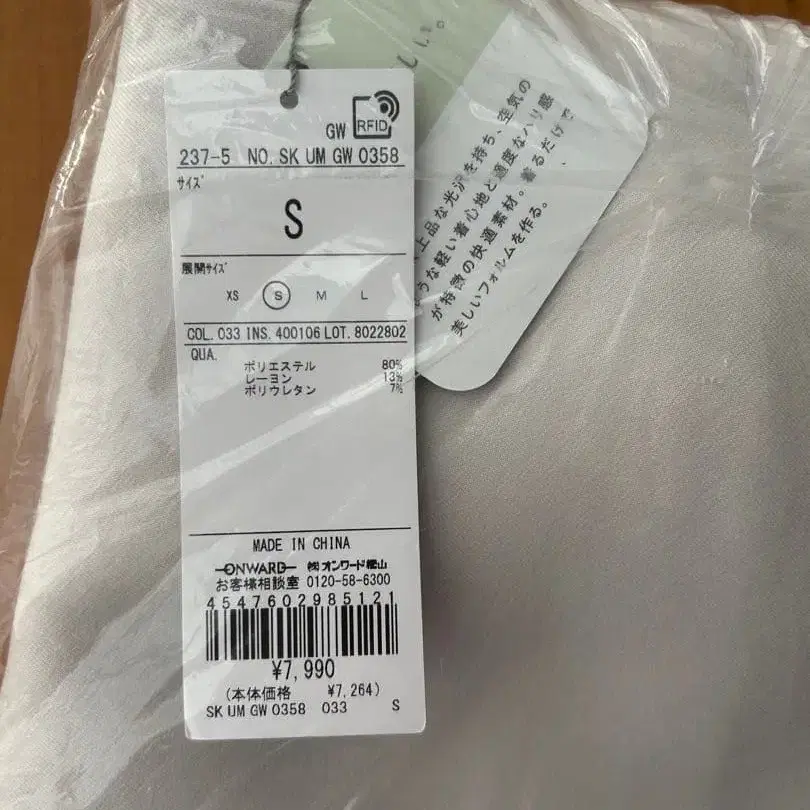 GW RFID
237-5 NO. SK UM GW 0358
サイズ
S
展開サイズ
XS S M L
COL. 033 INS. 400106 LOT. 8022802
QUA.
ポリエステル 80%
レーヨン 13%
ポリウレタン 7%
MADE IN CHINA
ONWARD ㈱オンワード樫山
お客様相談室 0120-58-6300
4547602985121
¥7,990
(本体価格 ¥7,264)
SK UM GW 0358 033 S
しい。
上品な光沢を持ち、空気の
ような軽い着心地と適度なハリ感
が特徴の快適素材。着るだけで
美しいフォルムを作る。